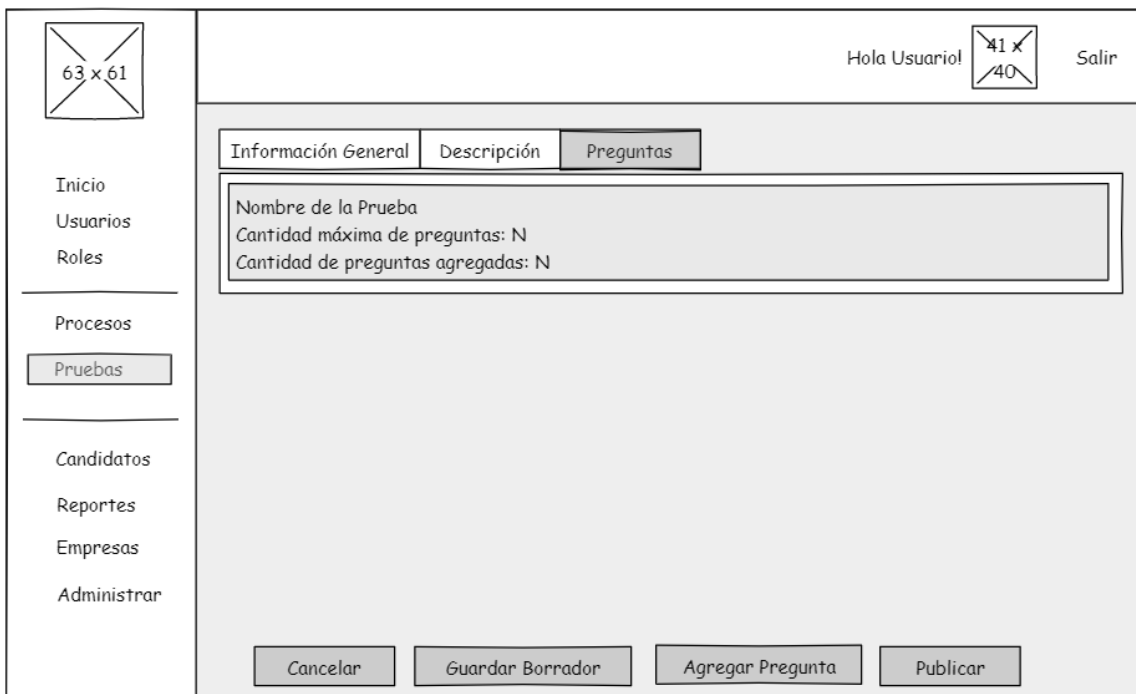 63 x 61
Hola Usuario!
41 x
40
Salir
Inicio
Usuarios
Roles
Procesos
Pruebas
Candidatos
Reportes
Empresas
Administrar
Información General
Descripción
Preguntas
Nombre de la Prueba
Cantidad máxima de preguntas: N
Cantidad de preguntas agregadas: N
Cancelar
Guardar Borrador
Agregar Pregunta
Publicar